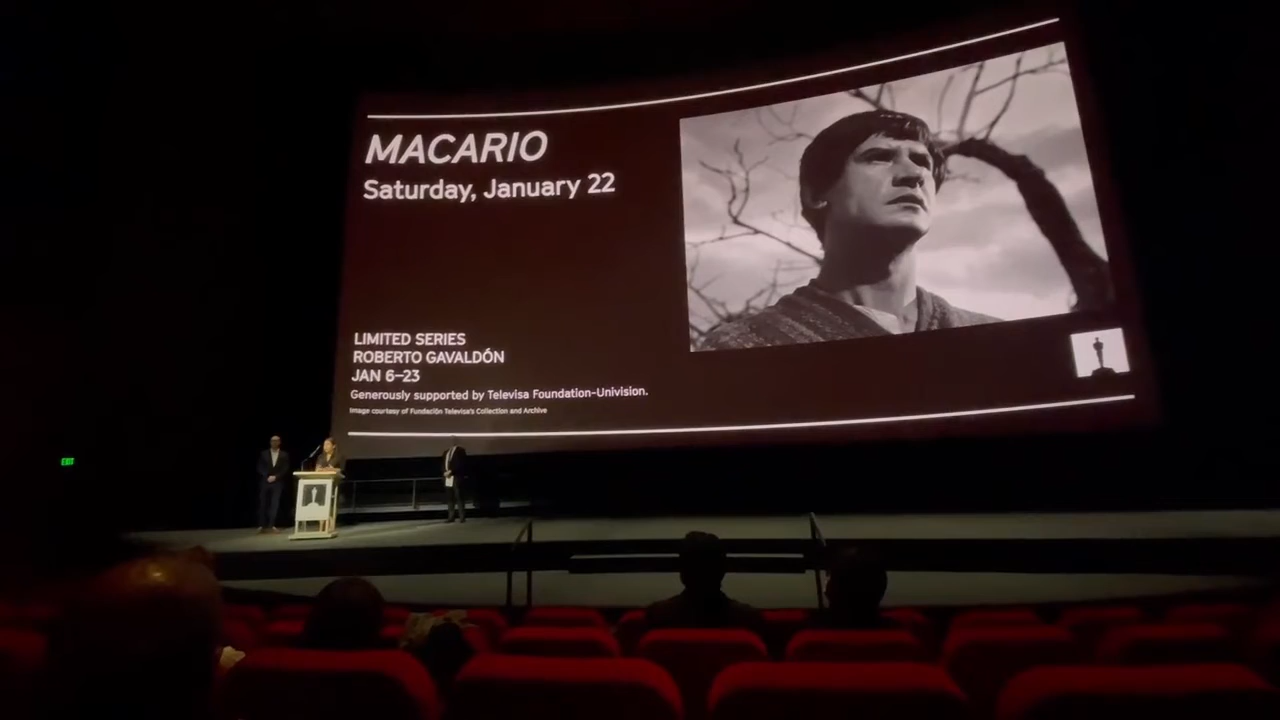 MACARIO
Saturday, January 22
LIMITED SERIES
ROBERTO GAVALDÓN
JAN 6–23
Generously supported by Televisa Foundation-Univision.
Image courtesy of Fundación Televisa's Collection and Archive
EXIT